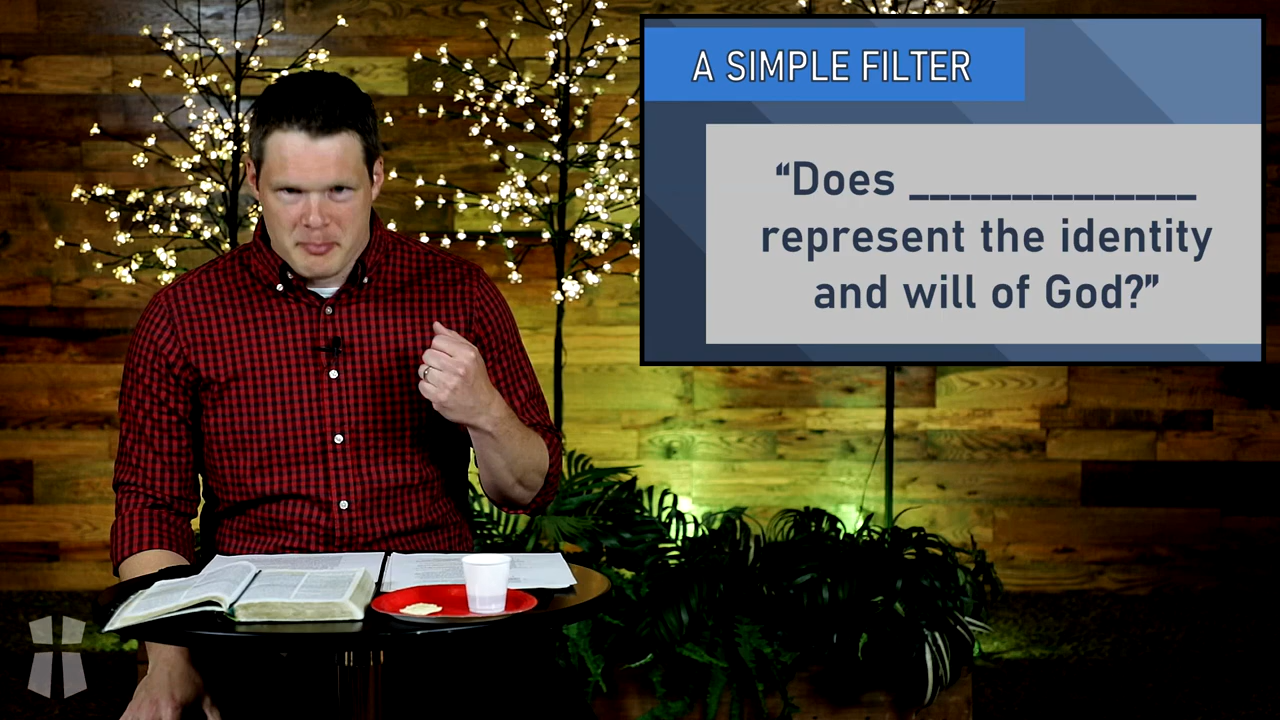 A SIMPLE FILTER
“Does ______________
represent the identity
and will of God?”